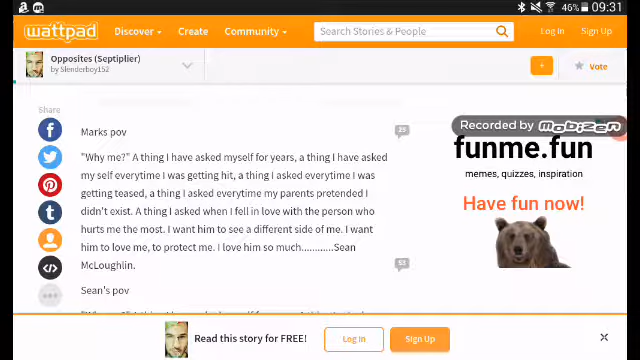 46% 09:31
wattpad Discover Create Community Search Stories & People Log In Sign Up
Opposites (Septiplier)
by Slenderboy152
+ Vote
Share
Marks pov
23
"Why me?" A thing I have asked myself for years, a thing I have asked
my self everytime I was getting hit, a thing I asked everytime I was
getting teased, a thing I asked everytime my parents pretended I
didn't exist. A thing I asked when I fell in love with the person who
hurts me the most. I want him to see a different side of me. I want
him to love me, to protect me. I love him so much............Sean
McLoughlin.
53
Sean's pov
Recorded by mobizen
funme.fun
memes, quizzes, inspiration
Have fun now!
Read this story for FREE! Log In Sign Up